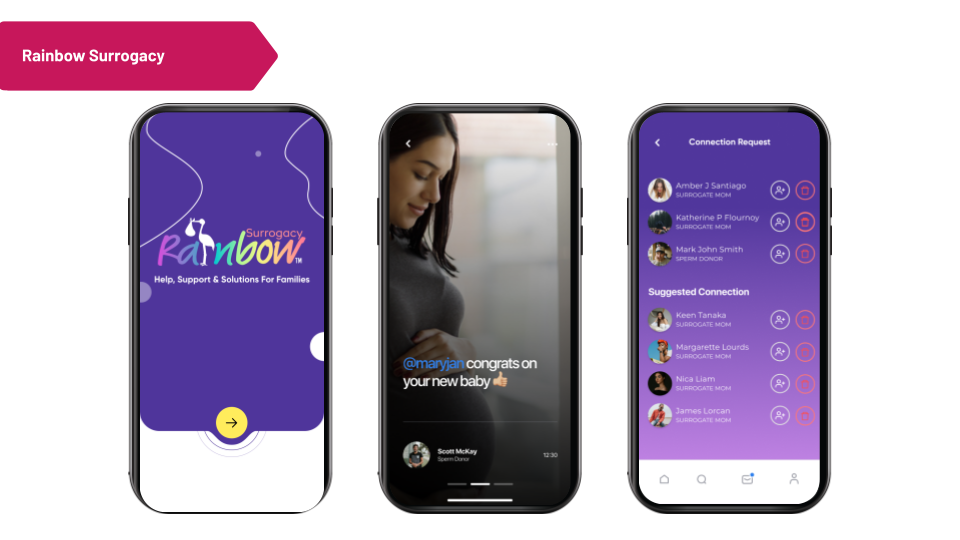 Rainbow Surrogacy
Surrogacy
Rainbow™
Help, Support & Solutions For Families
@maryjan congrats on
your new baby 👍🏼
Scott McKay
Sperm Donor
12:30
Connection Request
Amber J Santiago
SURROGATE MOM
Katherine P Flournoy
SURROGATE MOM
Mark John Smith
SPERM DONOR
Suggested Connection
Keen Tanaka
SURROGATE MOM
Margarette Lourds
SURROGATE MOM
Nica Liam
SURROGATE MOM
James Lorcan
SURROGATE MOM